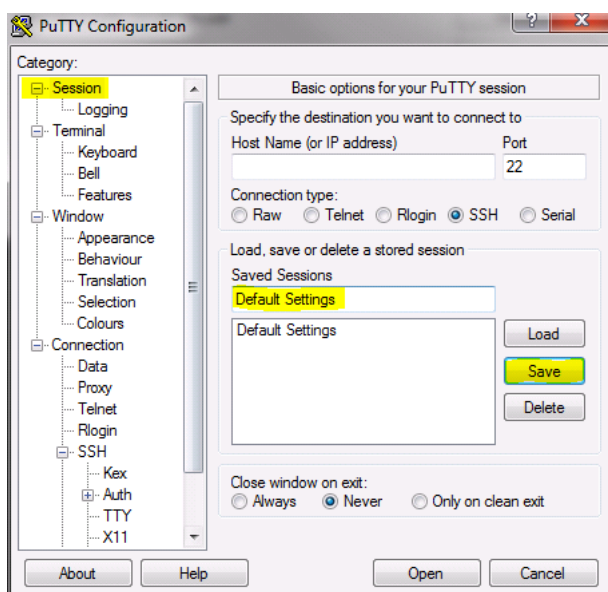 PuTTY Configuration
? X
Category:
Session
Logging
Terminal
Keyboard
Bell
Features
Window
Appearance
Behaviour
Translation
Selection
Colours
Connection
Data
Proxy
Telnet
Rlogin
SSH
Kex
Auth
TTY
X11
Basic options for your PuTTY session
Specify the destination you want to connect to
Host Name (or IP address) Port
22
Connection type:
Raw Telnet Rlogin SSH Serial
Load, save or delete a stored session
Saved Sessions
Default Settings
Default Settings
Load
Save
Delete
Close window on exit:
Always Never Only on clean exit
About Help Open Cancel